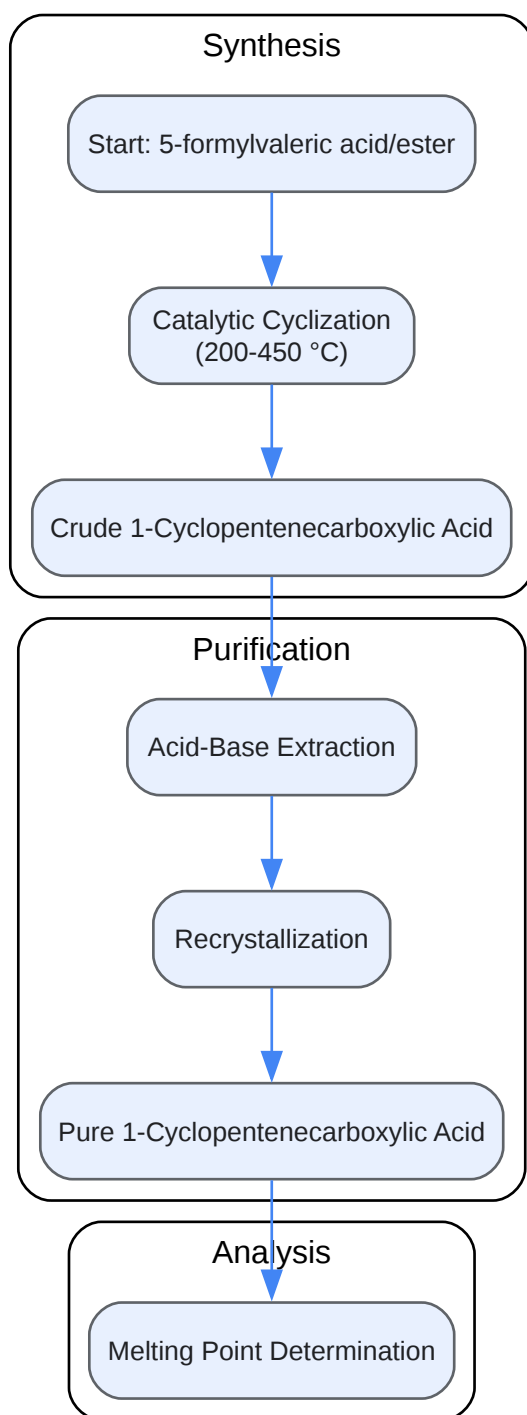 Synthesis
Start: 5-formylvaleric acid/ester
Catalytic Cyclization
(200-450 °C)
Crude 1-Cyclopentenecarboxylic Acid
Purification
Acid-Base Extraction
Recrystallization
Pure 1-Cyclopentenecarboxylic Acid
Analysis
Melting Point Determination